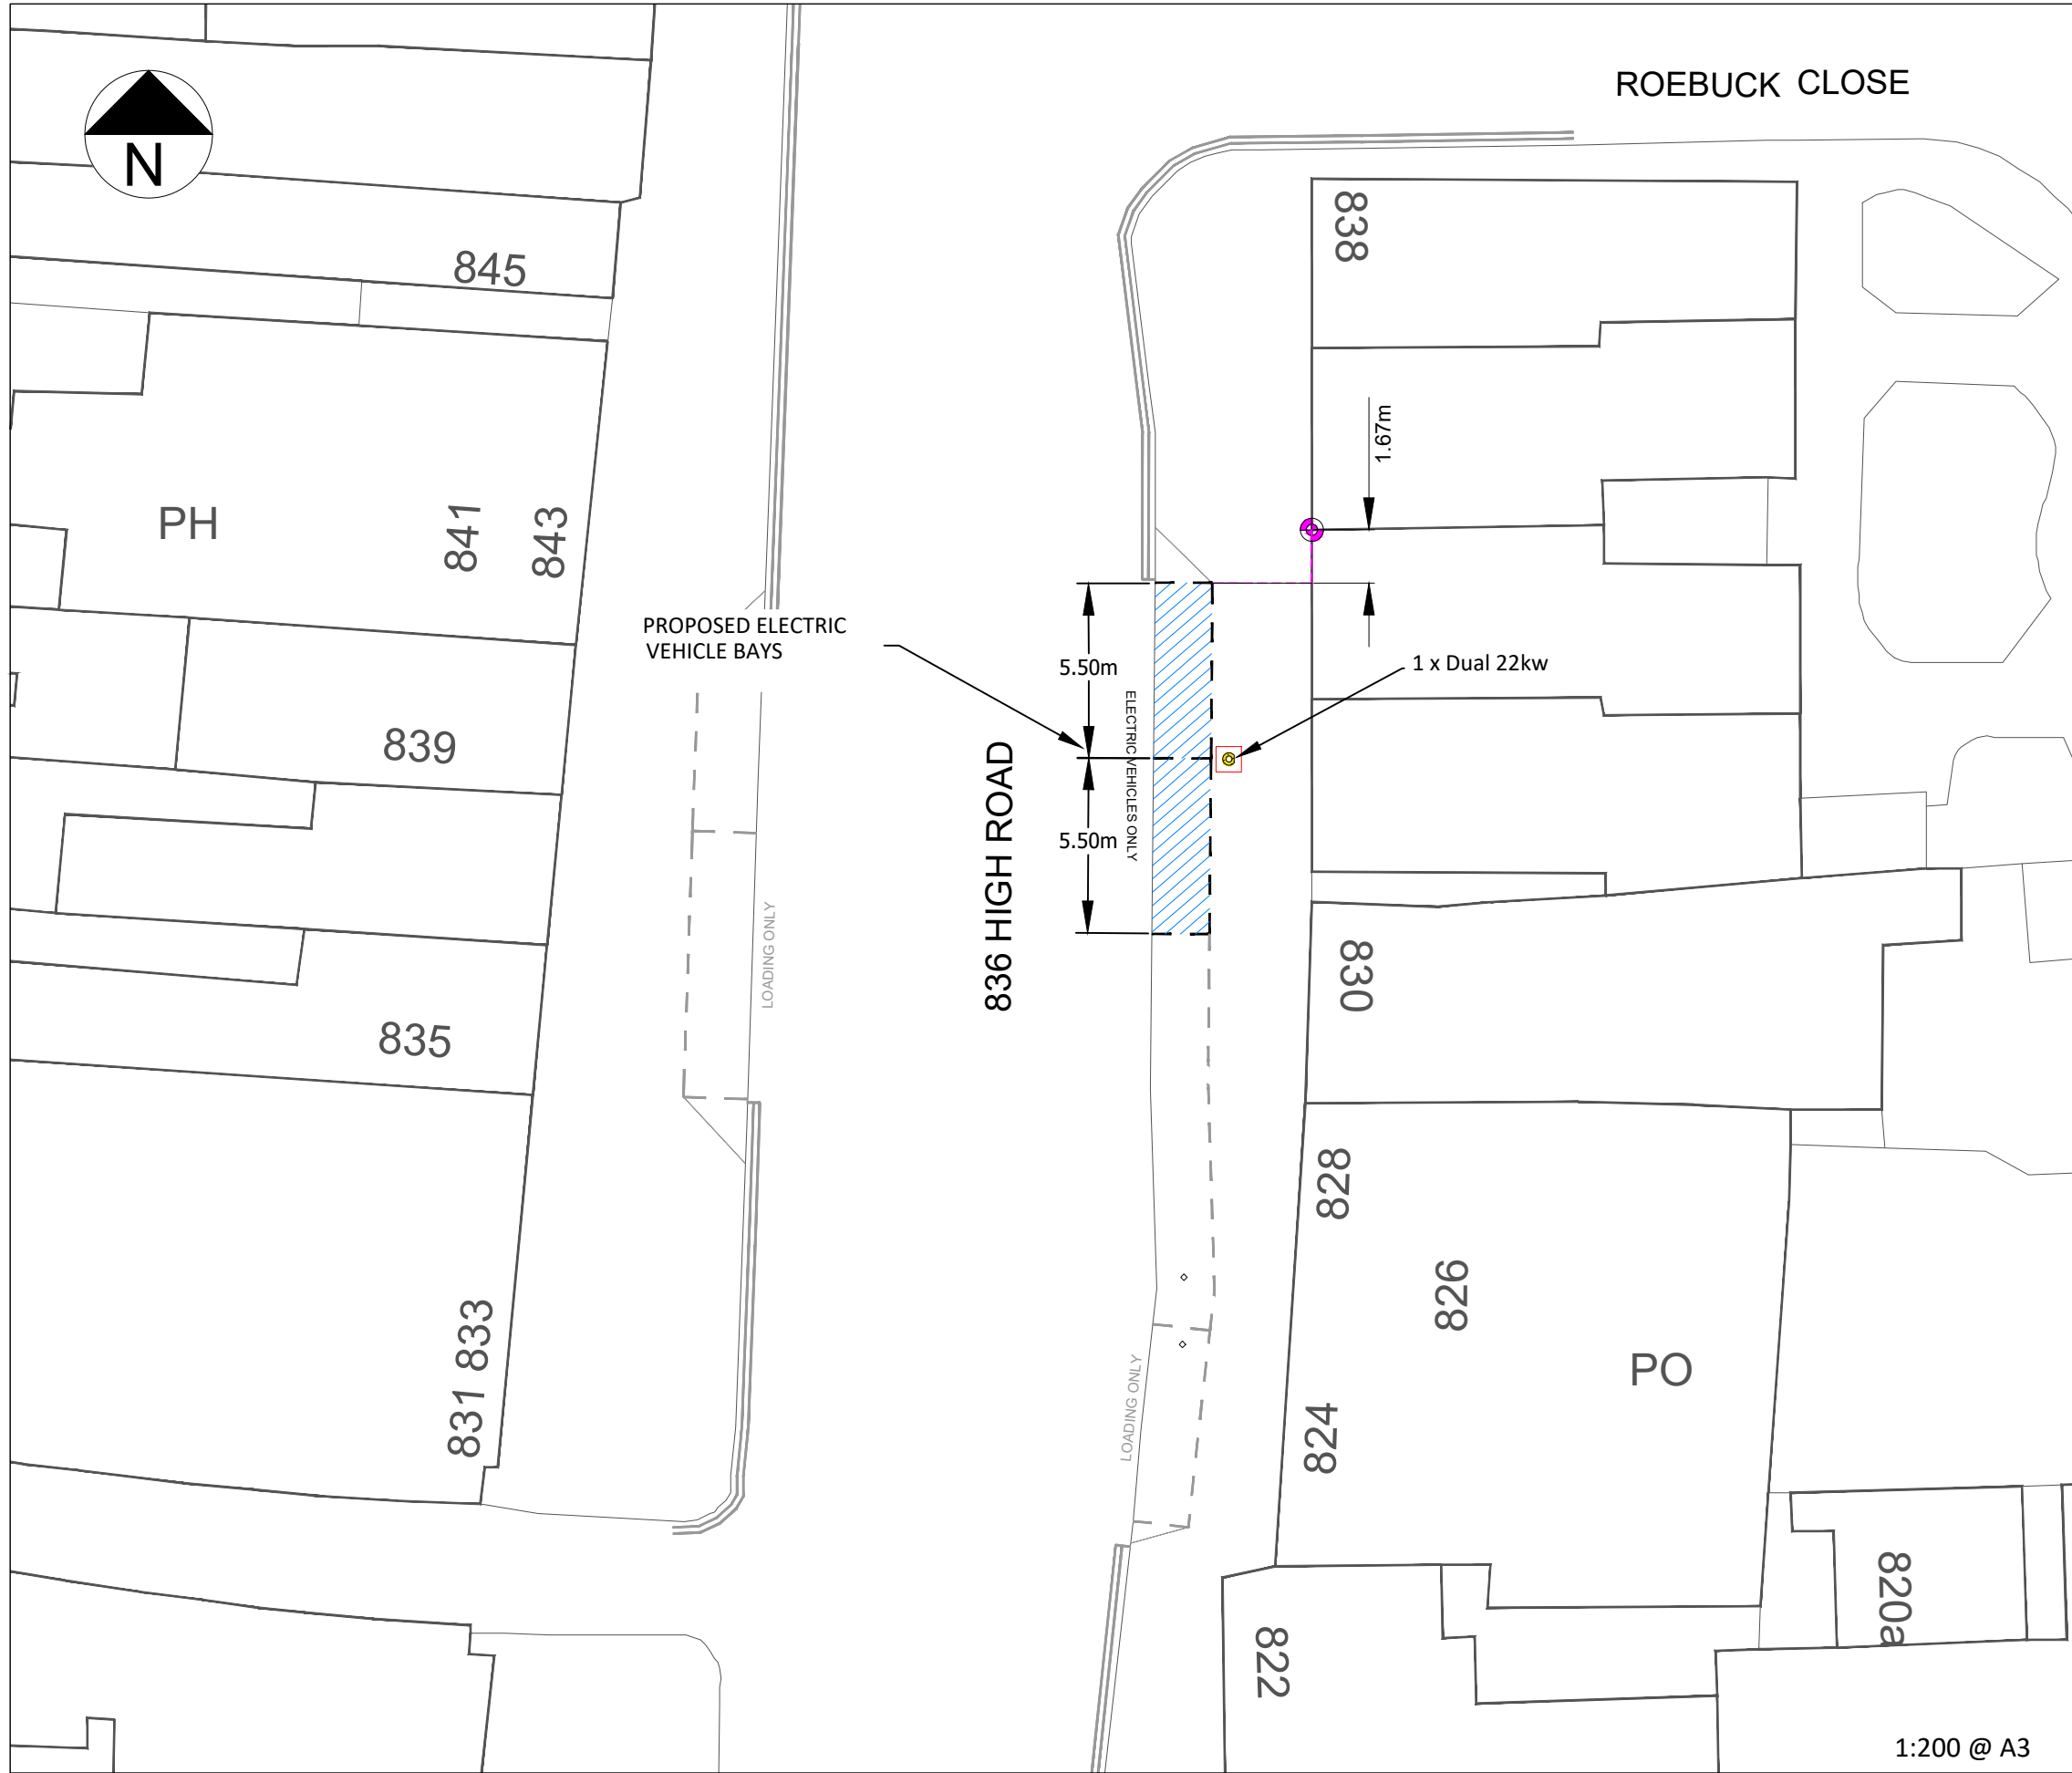 ROEBUCK CLOSE
N
838
845
1.67m
PH
841
843
PROPOSED ELECTRIC
VEHICLE BAYS
5.50m
1 x Dual 22kw
ELECTRIC VEHICLES ONLY
839
836 HIGH ROAD
5.50m
LOADING ONLY
830
835
828
826
833
831
PO
LOADING ONLY
824
820a
822
1:200 @ A3